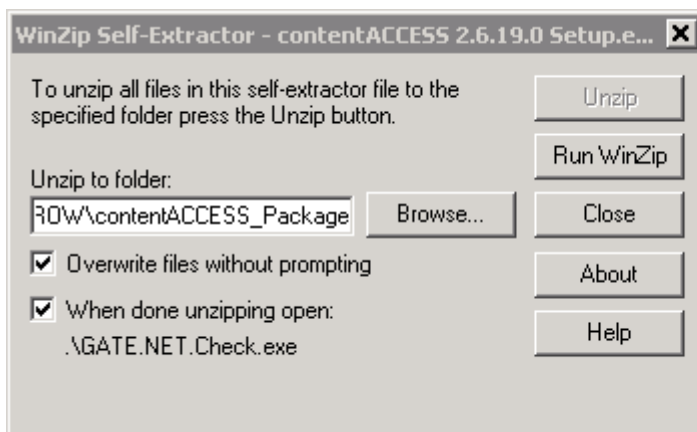 WinZip Self-Extractor - contentACCESS 2.6.19.0 Setup.e...
To unzip all files in this self-extractor file to the
specified folder press the Unzip button.
Unzip
Run WinZip
Unzip to folder:
ROW\contentACCESS_Package
Browse...
Close
Overwrite files without prompting
About
When done unzipping open:
.\GATE.NET.Check.exe
Help